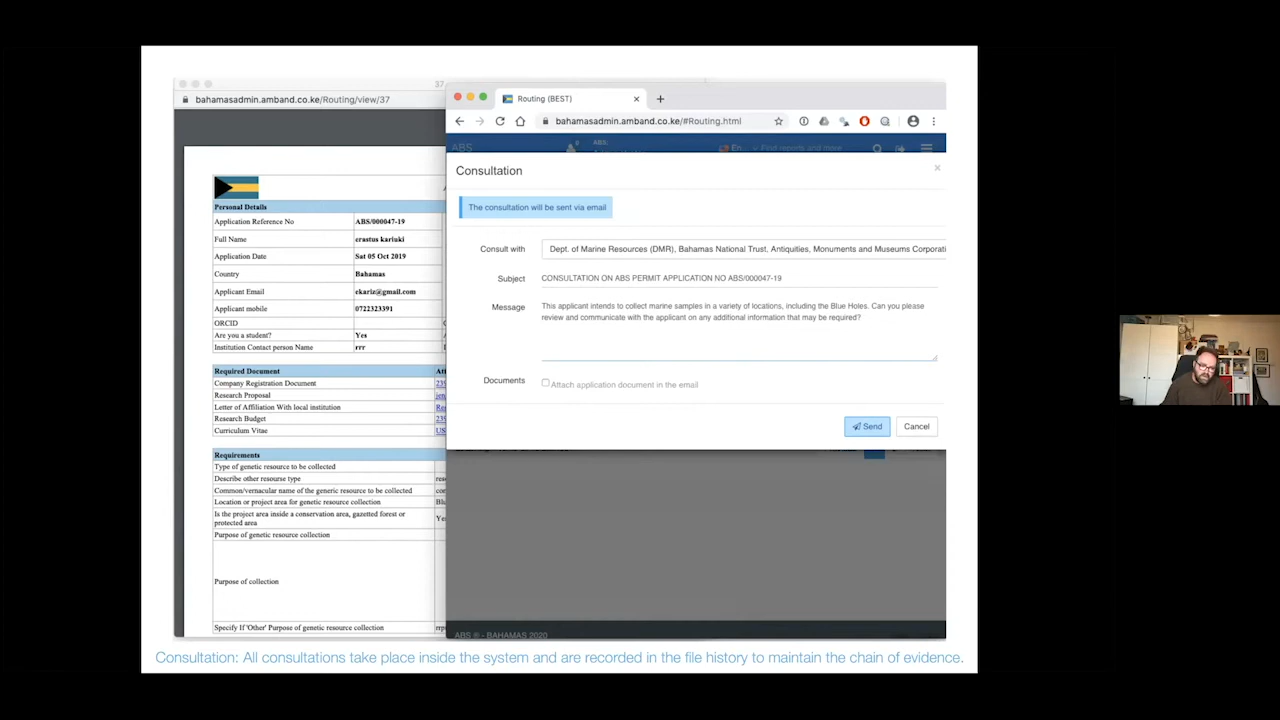 bahamasadmin.amband.co.ke/Routing/view/37
37
Personal Details
Application Reference No ABS/000047-19
Full Name erastus kariuki
Application Date Sat 05 Oct 2019
Country Bahamas
Applicant Email ekariz@gmail.com
Applicant mobile 0722323391
ORCID
Are you a student? Yes
Institution Contact person Name rrr
Required Document
Company Registration Document
Research Proposal
Letter of Affiliation With local institution
Research Budget
Curriculum Vitae
Requirements
Type of genetic resource to be collected
Describe other resourse type
Common/vernacular name of the generic resource to be collected
Location or project area for genetic resource collection
Is the project area inside a conservation area, gazetted forest or
protected area
Purpose of genetic resource collection
Purpose of collection
Specify If 'Other' Purpose of genetic resource collection
Routing (BEST)
bahamasadmin.amband.co.ke/#Routing.html
ABS
ABS:
En
Find reports and more
Consultation
The consultation will be sent via email
Consult with Dept. of Marine Resources (DMR), Bahamas National Trust, Antiquities, Monuments and Museums Corporati
Subject CONSULTATION ON ABS PERMIT APPLICATION NO ABS/000047-19
Message This applicant intends to collect marine samples in a variety of locations, including the Blue Holes. Can you please
review and communicate with the applicant on any additional information that may be required?
Documents Attach application document in the email
Send Cancel
ABS © - BAHAMAS 2020
Consultation: All consultations take place inside the system and are recorded in the file history to maintain the chain of evidence.